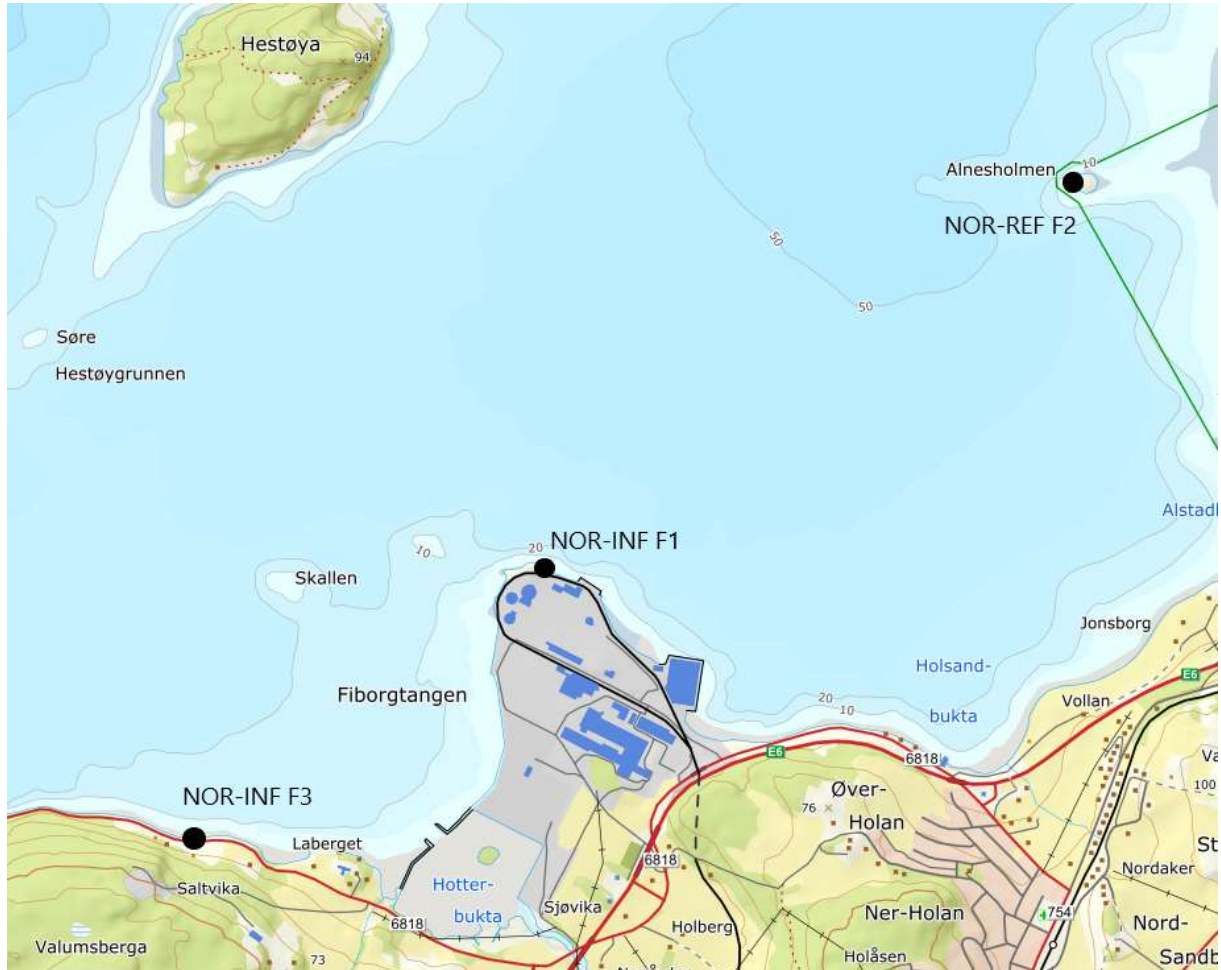 Hestøya
94
Alnesholmen
10
NOR-REF F2
50
50
Søre
Hestøygrunnen
Alstad
20
NOR-INF F1
10
Skallen
Jonsborg
Holsand-
bukta
E6
Fiborgtangen
20
10
Vollan
E6
6818
NOR-INF F3
76
Øver-
Holan
100
Laberget
6818
Saltvika
Hotter-
bukta
Sjøvika
Nordaker
6818
Holberg
Ner-Holan
754
Nord-
Valumsberga
73
Holåsen
Sandb